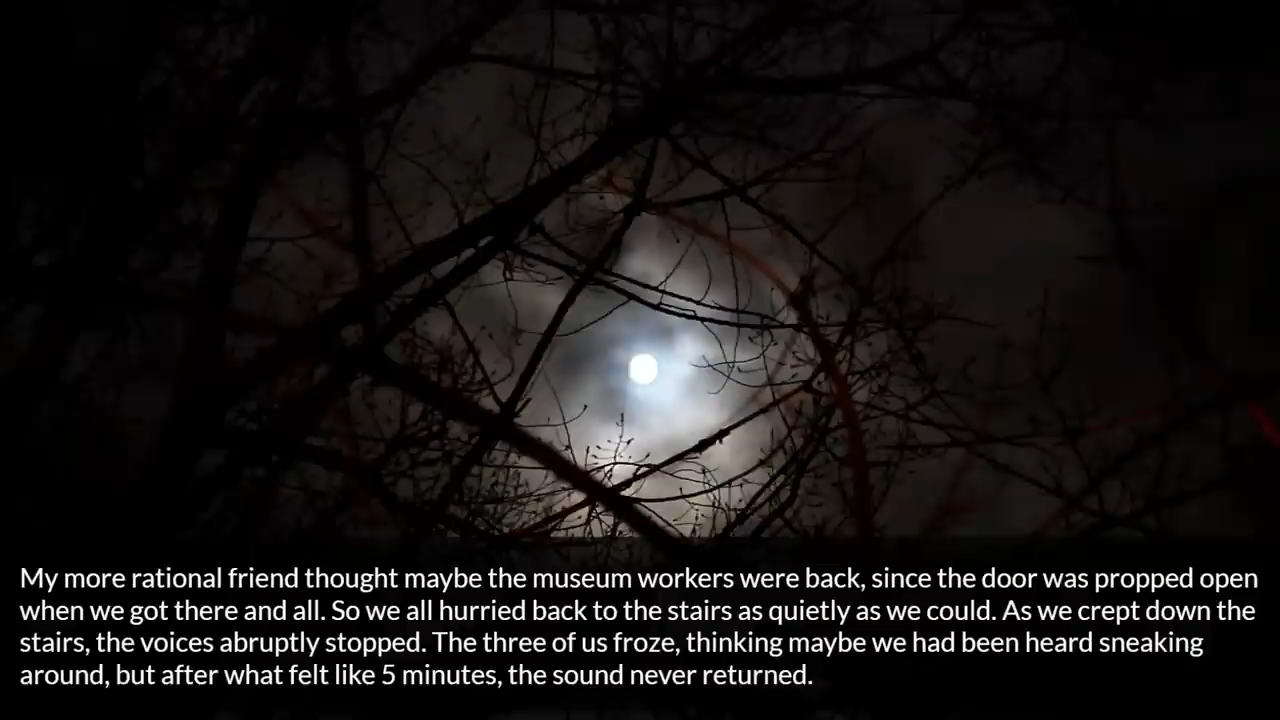 My more rational friend thought maybe the museum workers were back, since the door was propped open
when we got there and all. So we all hurried back to the stairs as quietly as we could. As we crept down the
stairs, the voices abruptly stopped. The three of us froze, thinking maybe we had been heard sneaking
around, but after what felt like 5 minutes, the sound never returned.